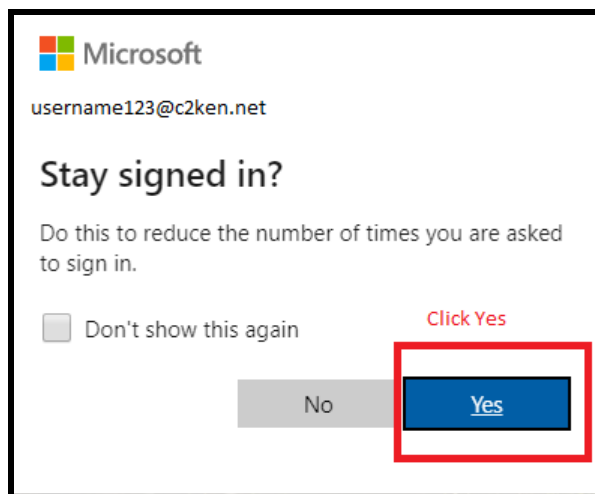 Microsoft
username123@c2ken.net
Stay signed in?
Do this to reduce the number of times you are asked
to sign in.
Click Yes
Don't show this again
No
Yes